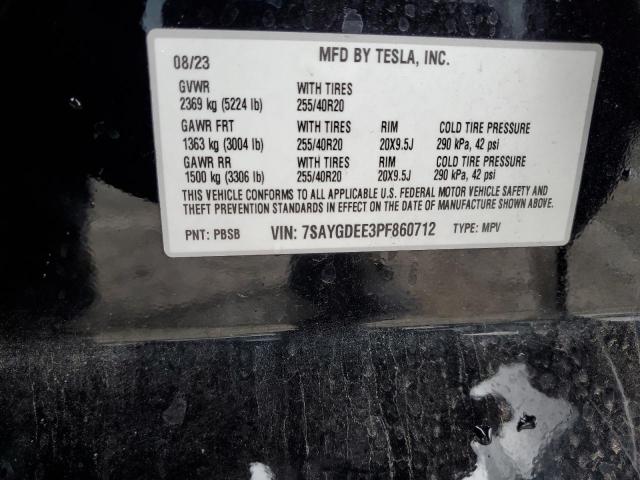 08/23 MFD BY TESLA, INC.
GVWR WITH TIRES
2369 kg (5224 lb) 255/40R20
GAWR FRT WITH TIRES RIM COLD TIRE PRESSURE
1363 kg (3004 lb) 255/40R20 20X9.5J 290 kPa, 42 psi
GAWR RR WITH TIRES RIM COLD TIRE PRESSURE
1500 kg (3306 lb) 255/40R20 20X9.5J 290 kPa, 42 psi
THIS VEHICLE CONFORMS TO ALL APPLICABLE U.S. FEDERAL MOTOR VEHICLE SAFETY AND
THEFT PREVENTION STANDARDS IN EFFECT ON THE DATE OF MANUFACTURE SHOWN ABOVE.
PNT: PBSB VIN: 7SAYGDEE3PF860712 TYPE: MPV